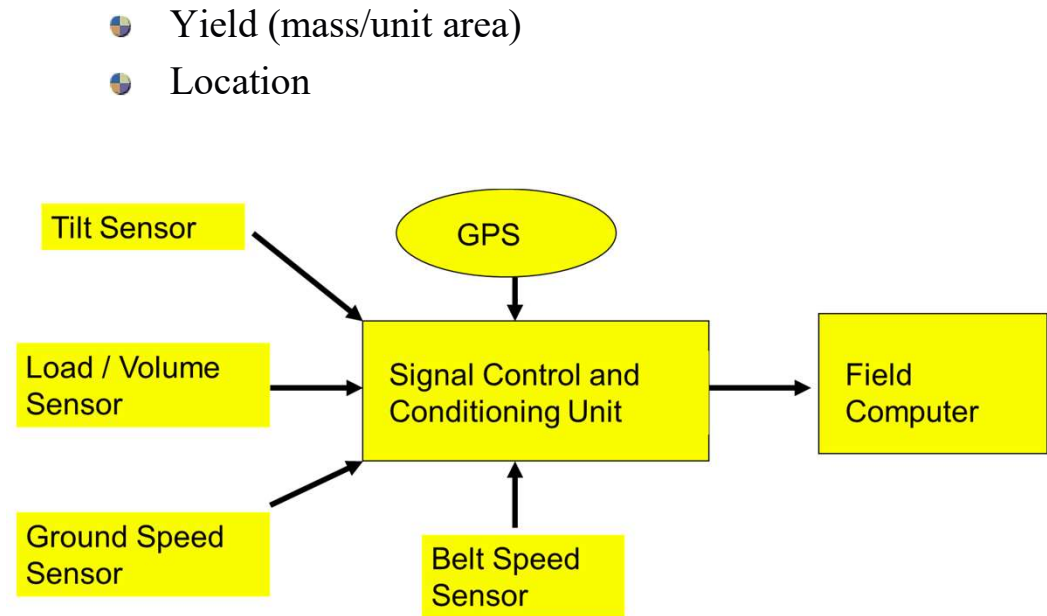 Yield (mass/unit area)
Location
Tilt Sensor
GPS
Load / Volume
Sensor
Signal Control and
Conditioning Unit
Field
Computer
Ground Speed
Sensor
Belt Speed
Sensor